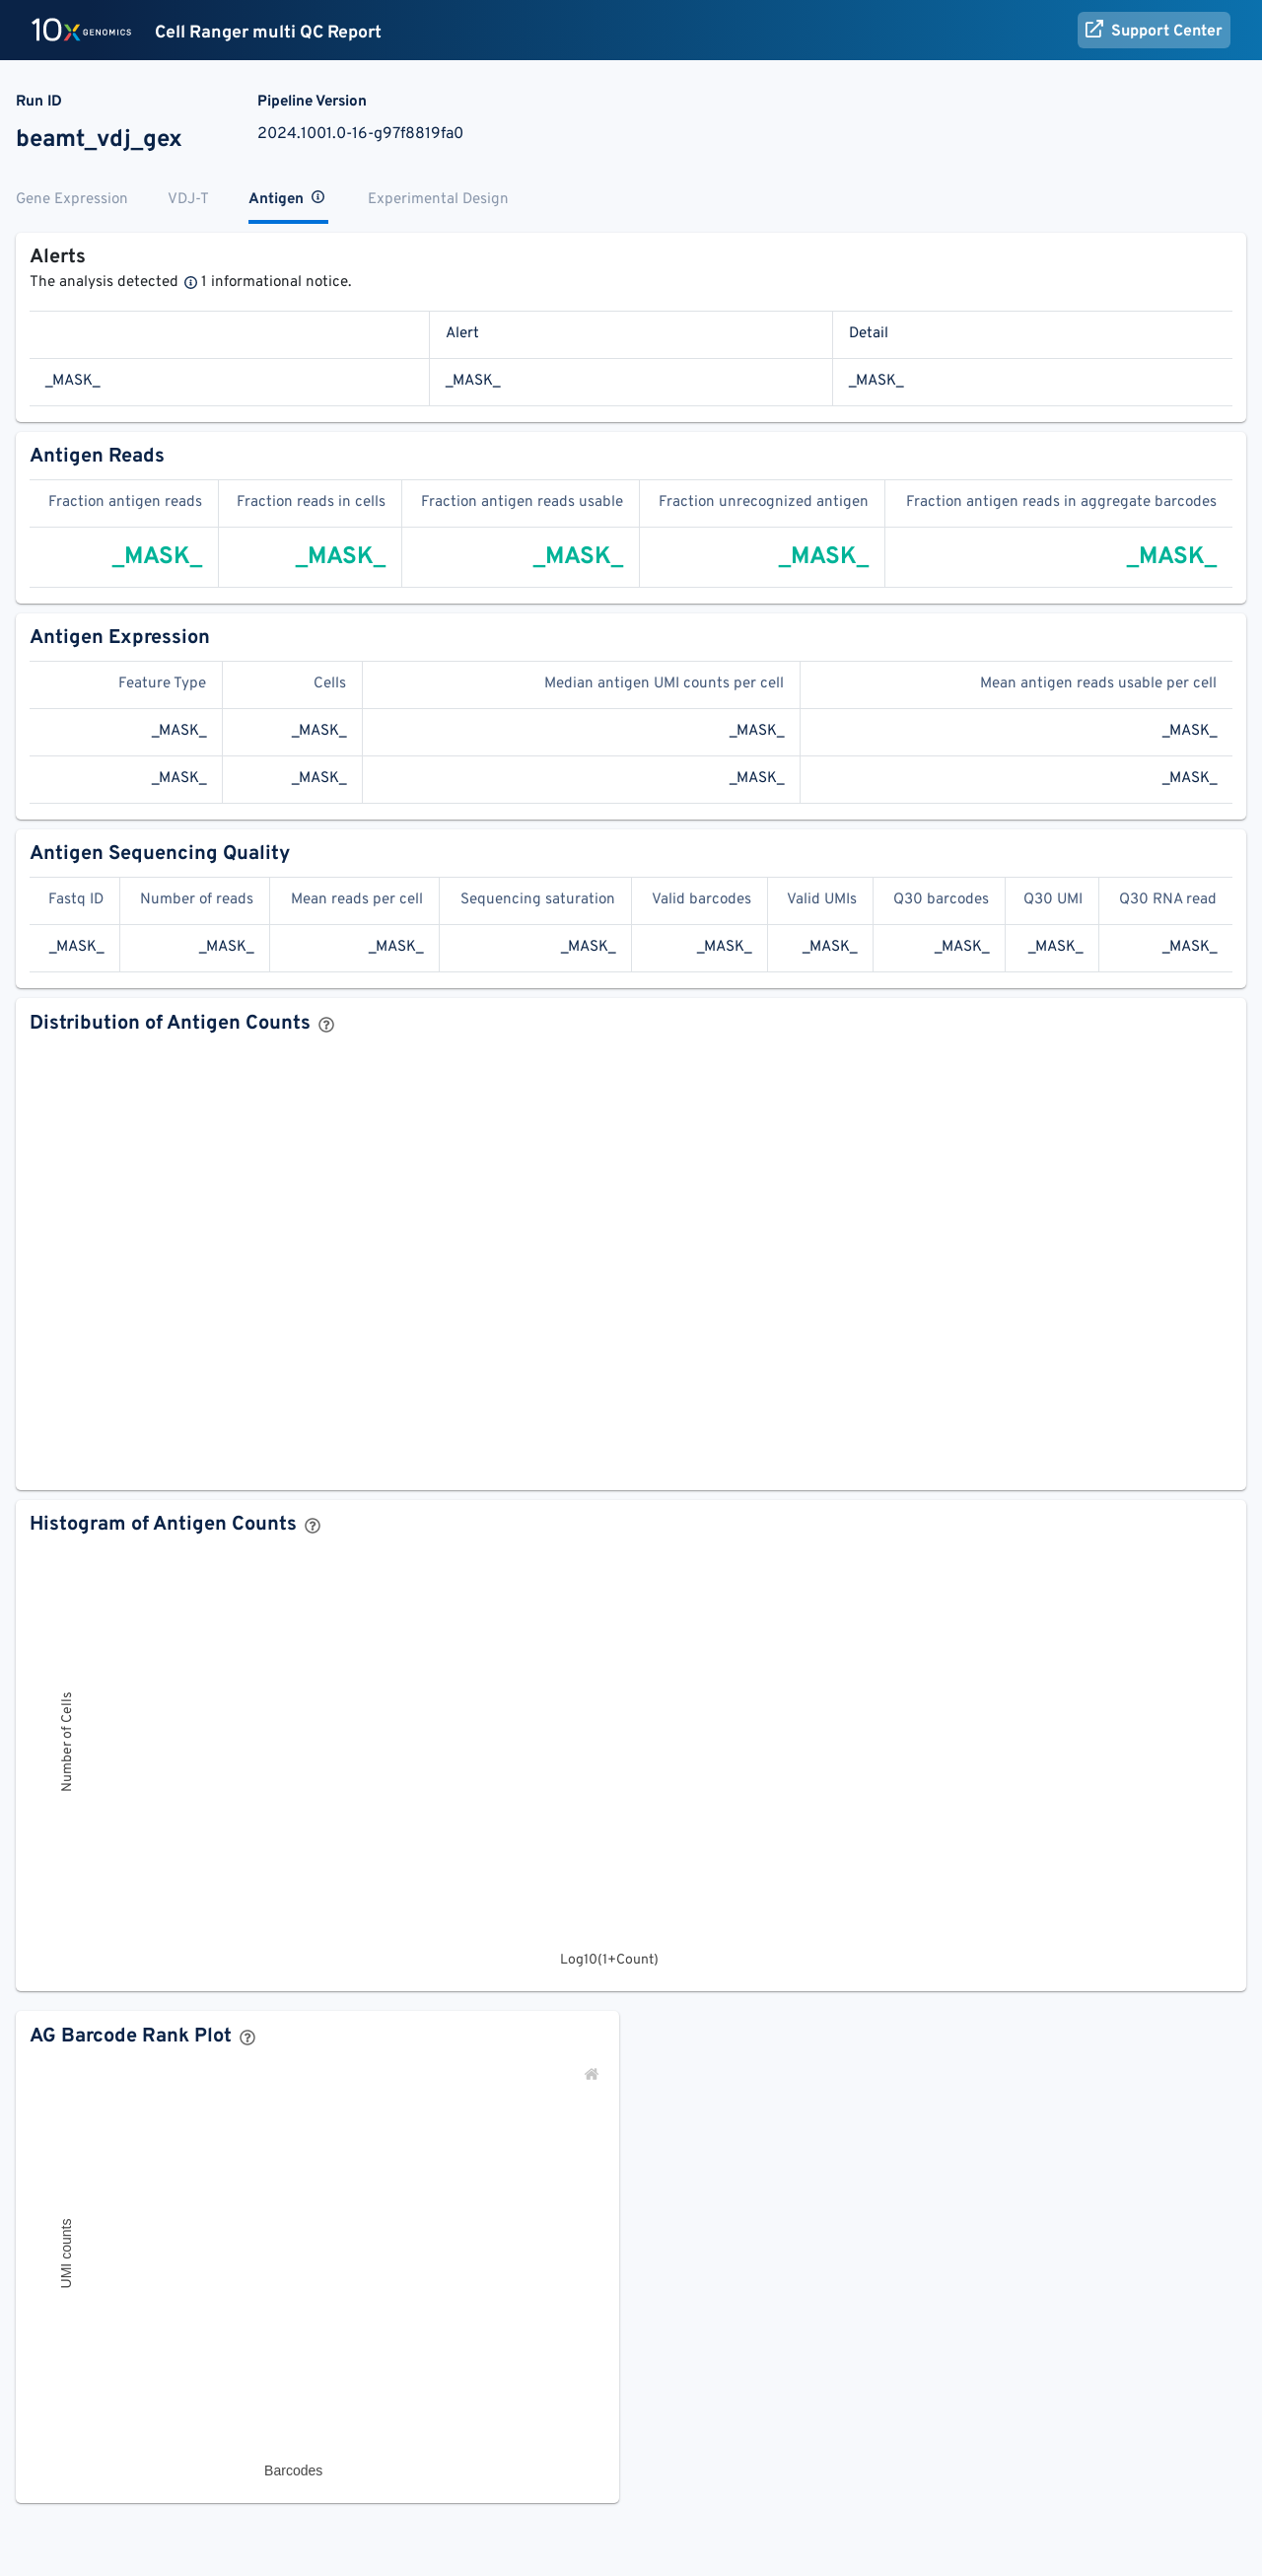 10X GENOMICS Cell Ranger multi QC Report Support Center
Run ID Pipeline Version
beamt_vdj_gex 2024.1001.0-16-g97f8819fa0
Gene Expression VDJ-T Antigen Experimental Design
Alerts
The analysis detected 1 informational notice.
Alert Detail
_MASK_ _MASK_ _MASK_
Antigen Reads
Fraction antigen reads Fraction reads in cells Fraction antigen reads usable Fraction unrecognized antigen Fraction antigen reads in aggregate barcodes
_MASK_ _MASK_ _MASK_ _MASK_ _MASK_
Antigen Expression
Feature Type Cells Median antigen UMI counts per cell Mean antigen reads usable per cell
_MASK_ _MASK_ _MASK_ _MASK_
_MASK_ _MASK_ _MASK_ _MASK_
Antigen Sequencing Quality
Fastq ID Number of reads Mean reads per cell Sequencing saturation Valid barcodes Valid UMIs Q30 barcodes Q30 UMI Q30 RNA read
_MASK_ _MASK_ _MASK_ _MASK_ _MASK_ _MASK_ _MASK_ _MASK_ _MASK_
Distribution of Antigen Counts
Histogram of Antigen Counts
Number of Cells
Log10(1+Count)
AG Barcode Rank Plot
UMI counts
Barcodes